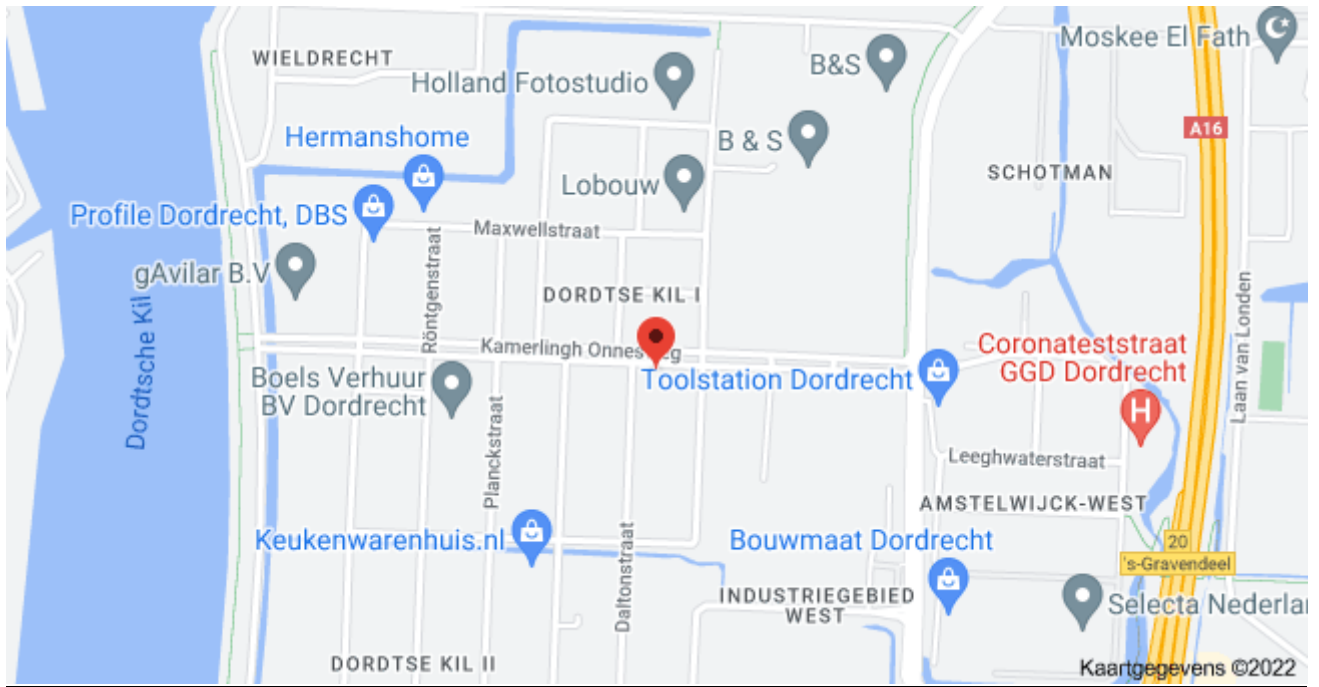 Moskee El Fath
WIELDRECHT
B&S
Holland Fotostudio
A16
Hermanshome
B & S
SCHOTMAN
Lobouw
Profile Dordrecht, DBS
Maxwellstraat
Röntgenstraat
gAvilar B.V
DORDTSE KIL I
Dordtsche Kil
Laan van Londen
Kamerlingh Onnesweg
Coronateststraat
GGD Dordrecht
Toolstation Dordrecht
Boels Verhuur
BV Dordrecht
H
Planckstraat
Leeghwaterstraat
AMSTELWIJCK-WEST
Keukenwarenhuis.nl
Bouwmaat Dordrecht
20
's-Gravendeel
Daltonstraat
INDUSTRIEGEBIED
WEST
Selecta Nederlan
DORDTSE KIL II
Kaartgegevens ©2022